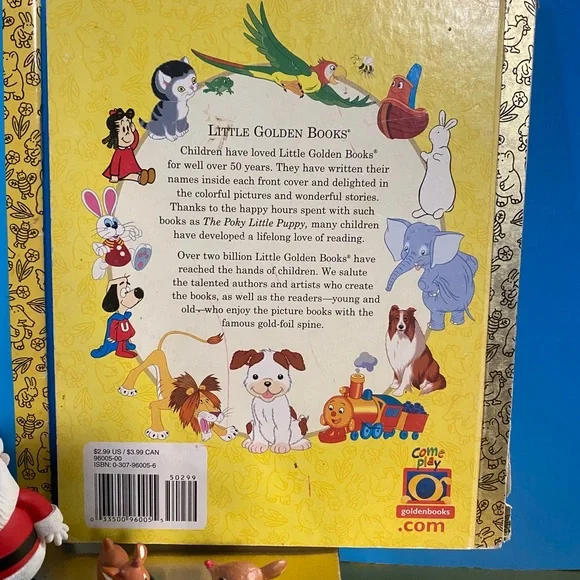 LITTLE GOLDEN BOOKS®
Children have loved Little Golden Books®
for well over 50 years. They have written their
names inside each front cover and delighted in
the colorful pictures and wonderful stories.
Thanks to the happy hours spent with such
books as The Poky Little Puppy, many children
have developed a lifelong love of reading.
Over two billion Little Golden Books® have
reached the hands of children. We salute
the talented authors and artists who create
the books, as well as the readers—young and
old—who enjoy the picture books with the
famous gold-foil spine.
U
$2.99 US / $3.99 CAN
96005-00
ISBN: 0-307-96005-6
50299
0 33500 96005 5
come
play
goldenbooks
.com